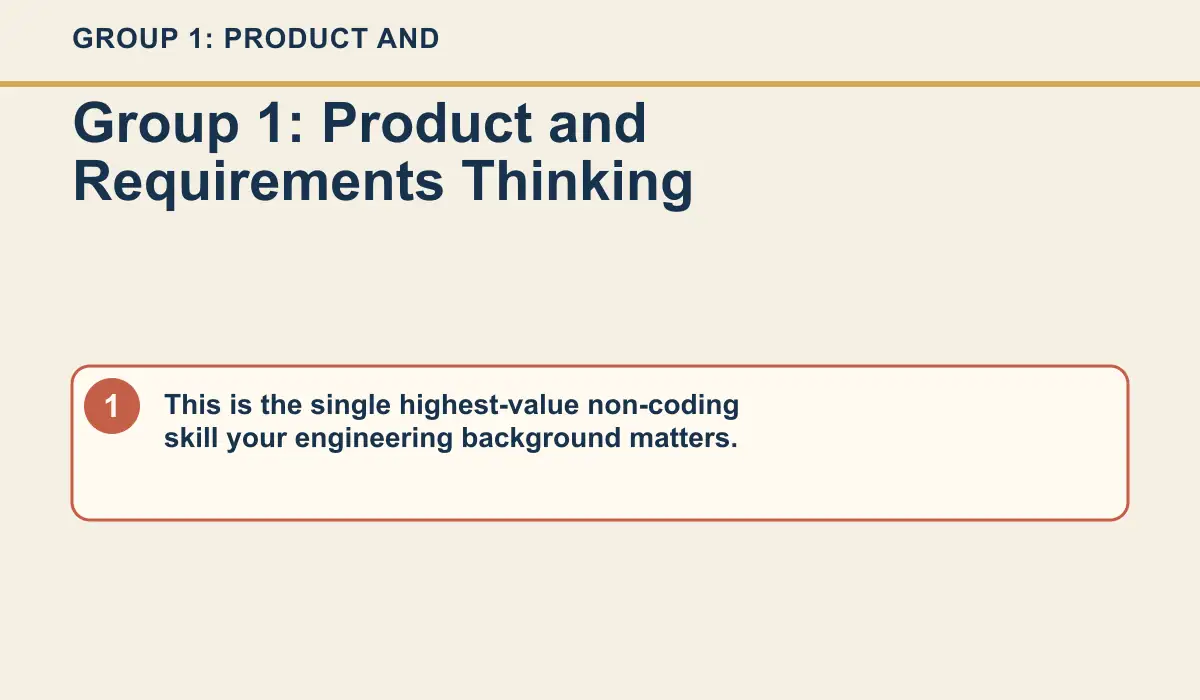 GROUP 1: PRODUCT AND
Group 1: Product and
Requirements Thinking
1
This is the single highest-value non-coding
skill your engineering background matters.